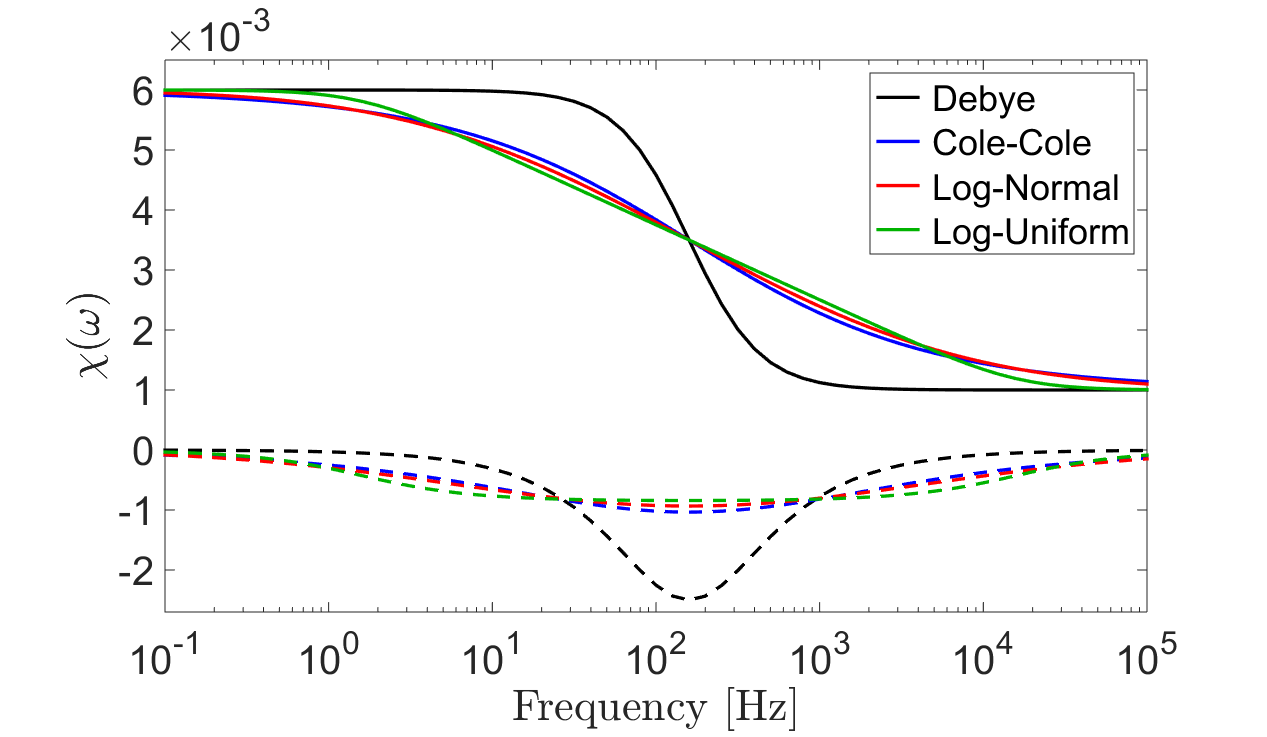 ×10⁻³
6
5
4
3
2
1
0
-1
-2
χ(ω)
Debye
Cole-Cole
Log-Normal
Log-Uniform
10⁻¹ 10⁰ 10¹ 10² 10³ 10⁴ 10⁵
Frequency [Hz]